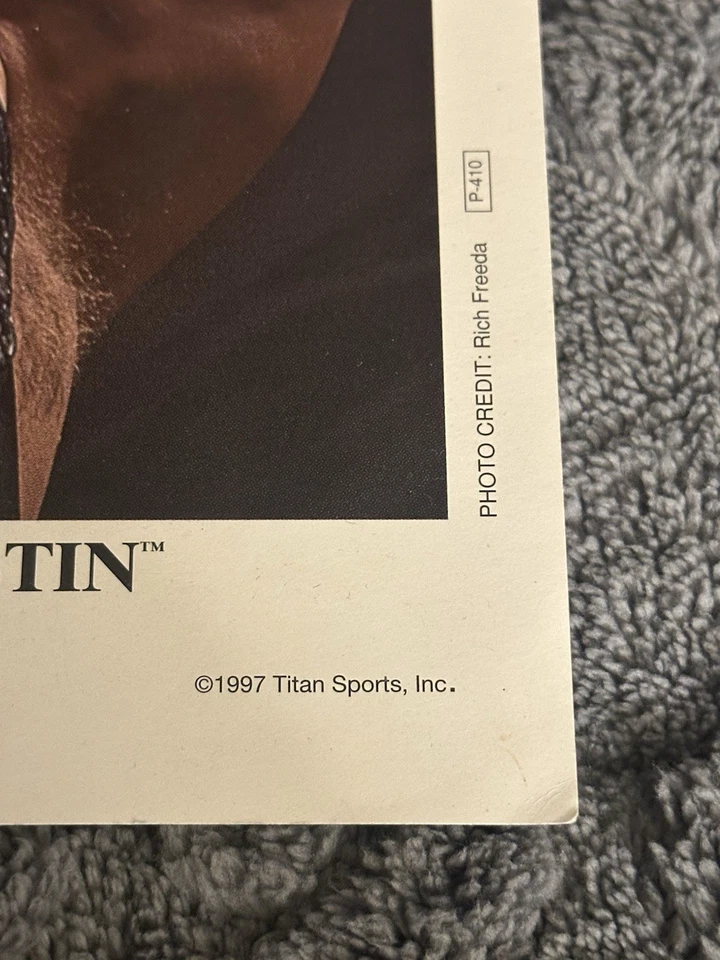 P-410
PHOTO CREDIT: Rich Freeda
TIN™
©1997 Titan Sports, Inc.